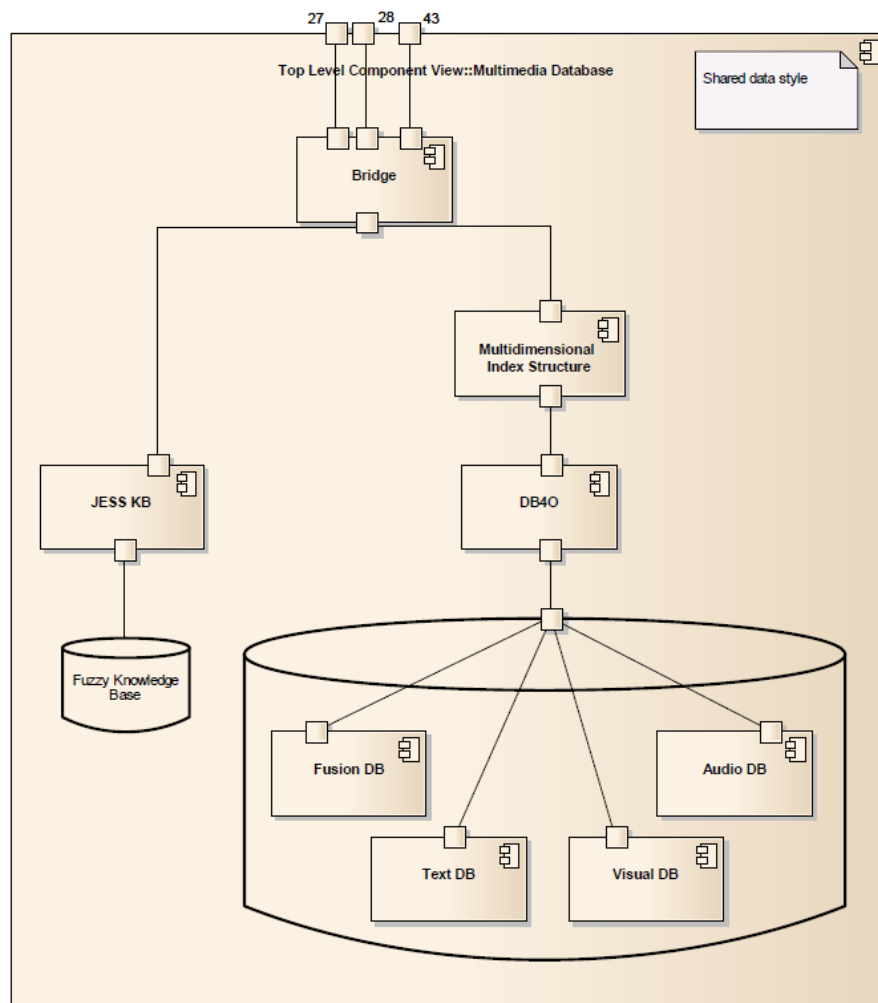 27 28 43
Top Level Component View::Multimedia Database
Shared data style
Bridge
Multidimensional
Index Structure
JESS KB
DB4O
Fuzzy Knowledge
Base
Fusion DB
Audio DB
Text DB
Visual DB